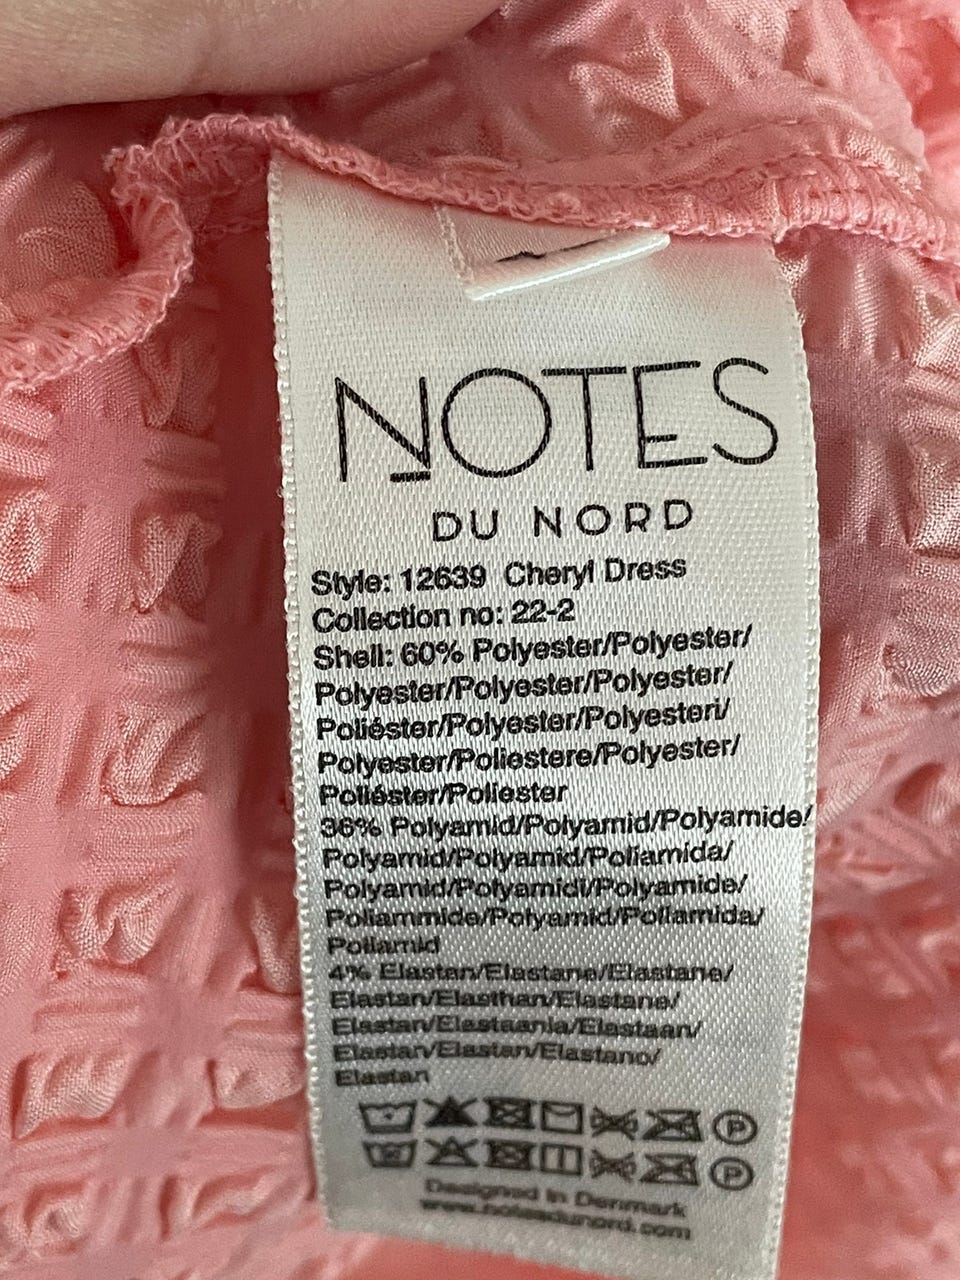 NOTES
DU NORD
Style: 12639 Cheryl Dress
Collection no: 22-2
Shell: 60% Polyester/Polyester/
Polyester/Polyester/Polyester/
Poliéster/Polyester/Polyesteri/
Polyester/Poliestere/Polyester/
Poliéster/Poliester
36% Polyamid/Polyamid/Polyamide/
Polyamid/Polyamid/Poliamida/
Polyamid/Polyamidi/Polyamide/
Poliammide/Polyamid/Poliamida/
Poliamid
4% Elastan/Elastane/Elastane/
Elastan/Elasthan/Elastane/
Elastan/Elastaania/Elastaan/
Elastan/Elastan/Elastano/
Elastan
P
P
Designed in Denmark
www.notesdunord.com